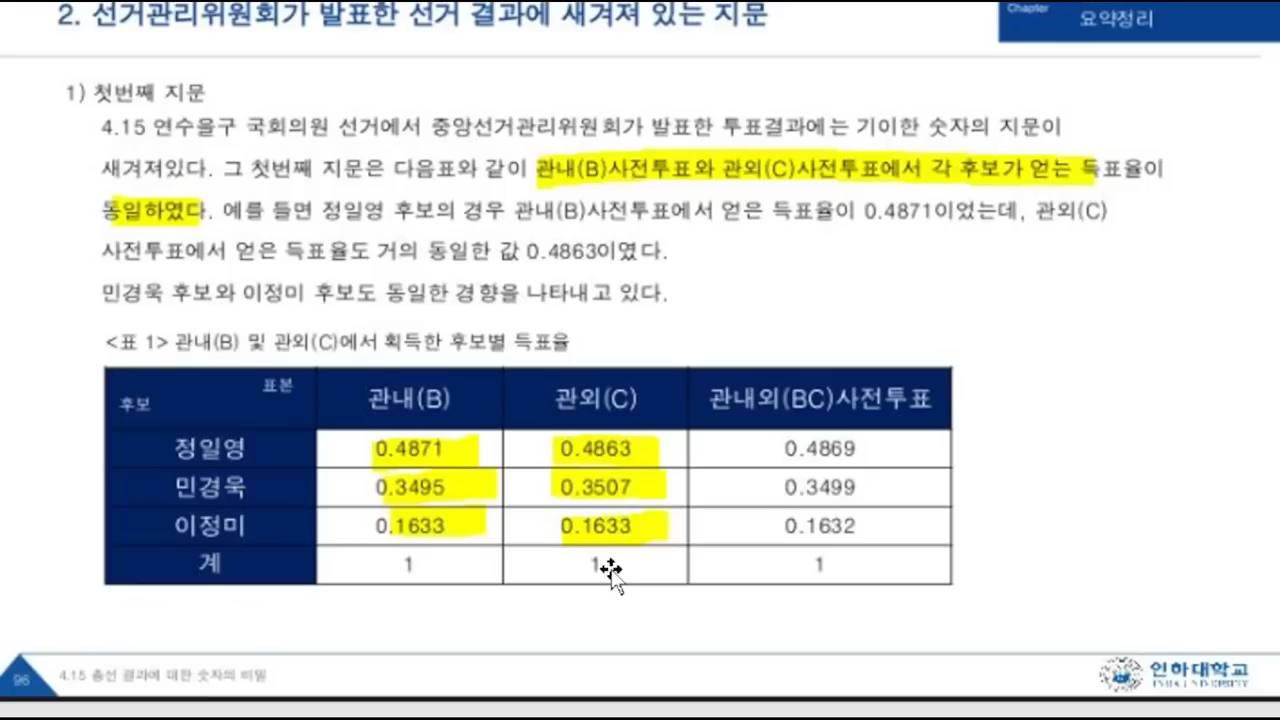 2. 선거관리위원회가 발표한 선거 결과에 새겨져 있는 지문
Chapter
요약정리
1) 첫번째 지문
4.15 연수을구 국회의원 선거에서 중앙선거관리위원회가 발표한 투표결과에는 기이한 숫자의 지문이
새겨져있다. 그 첫번째 지문은 다음표와 같이 관내(B)사전투표와 관외(C)사전투표에서 각 후보가 얻는 득표율이
동일하였다. 예를 들면 정일영 후보의 경우 관내(B)사전투표에서 얻은 득표율이 0.4871이었는데, 관외(C)
사전투표에서 얻은 득표율도 거의 동일한 값 0.4863이였다.
민경욱 후보와 이정미 후보도 동일한 경향을 나타내고 있다.
<표 1> 관내(B) 및 관외(C)에서 획득한 후보별 득표율
표본
후보 관내(B) 관외(C) 관내외(BC)사전투표
정일영 0.4871 0.4863 0.4869
민경욱 0.3495 0.3507 0.3499
이정미 0.1633 0.1633 0.1632
계 1 1 1
96 4.15 총선 결과에 대한 숫자의 비밀
인하대학교
INHA UNIVERSITY